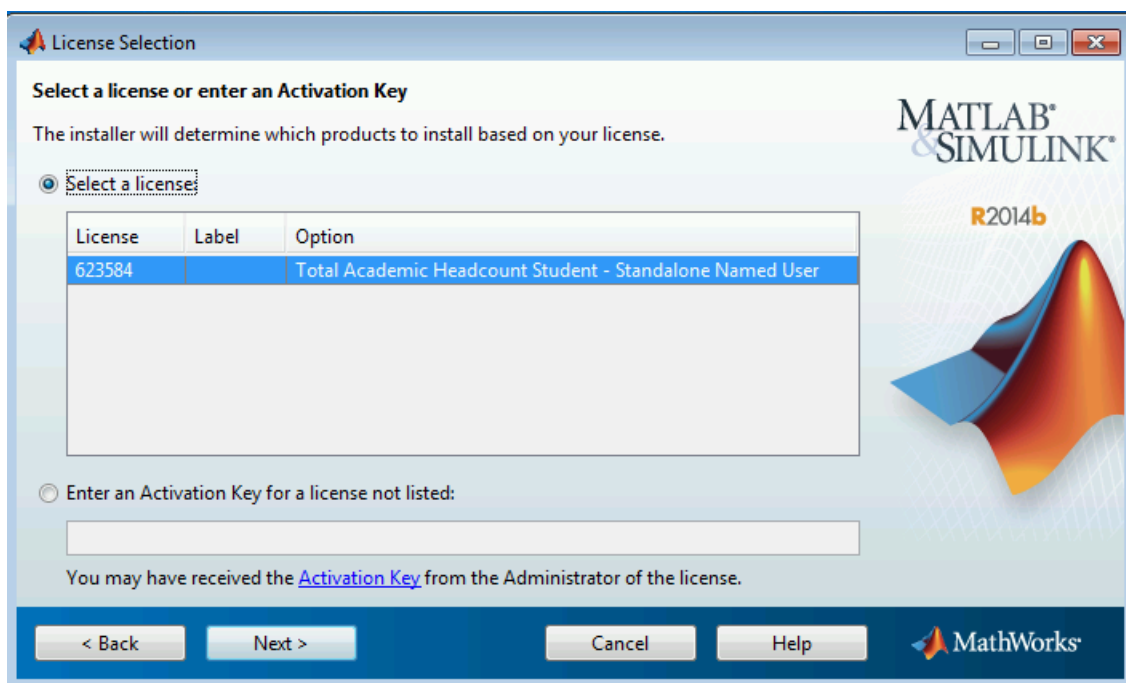 License Selection
Select a license or enter an Activation Key
The installer will determine which products to install based on your license.
MATLAB®
&SIMULINK®
R2014b
Select a license:
License Label Option
623584 Total Academic Headcount Student - Standalone Named User
Enter an Activation Key for a license not listed:
You may have received the Activation Key from the Administrator of the license.
< Back Next > Cancel Help MathWorks®